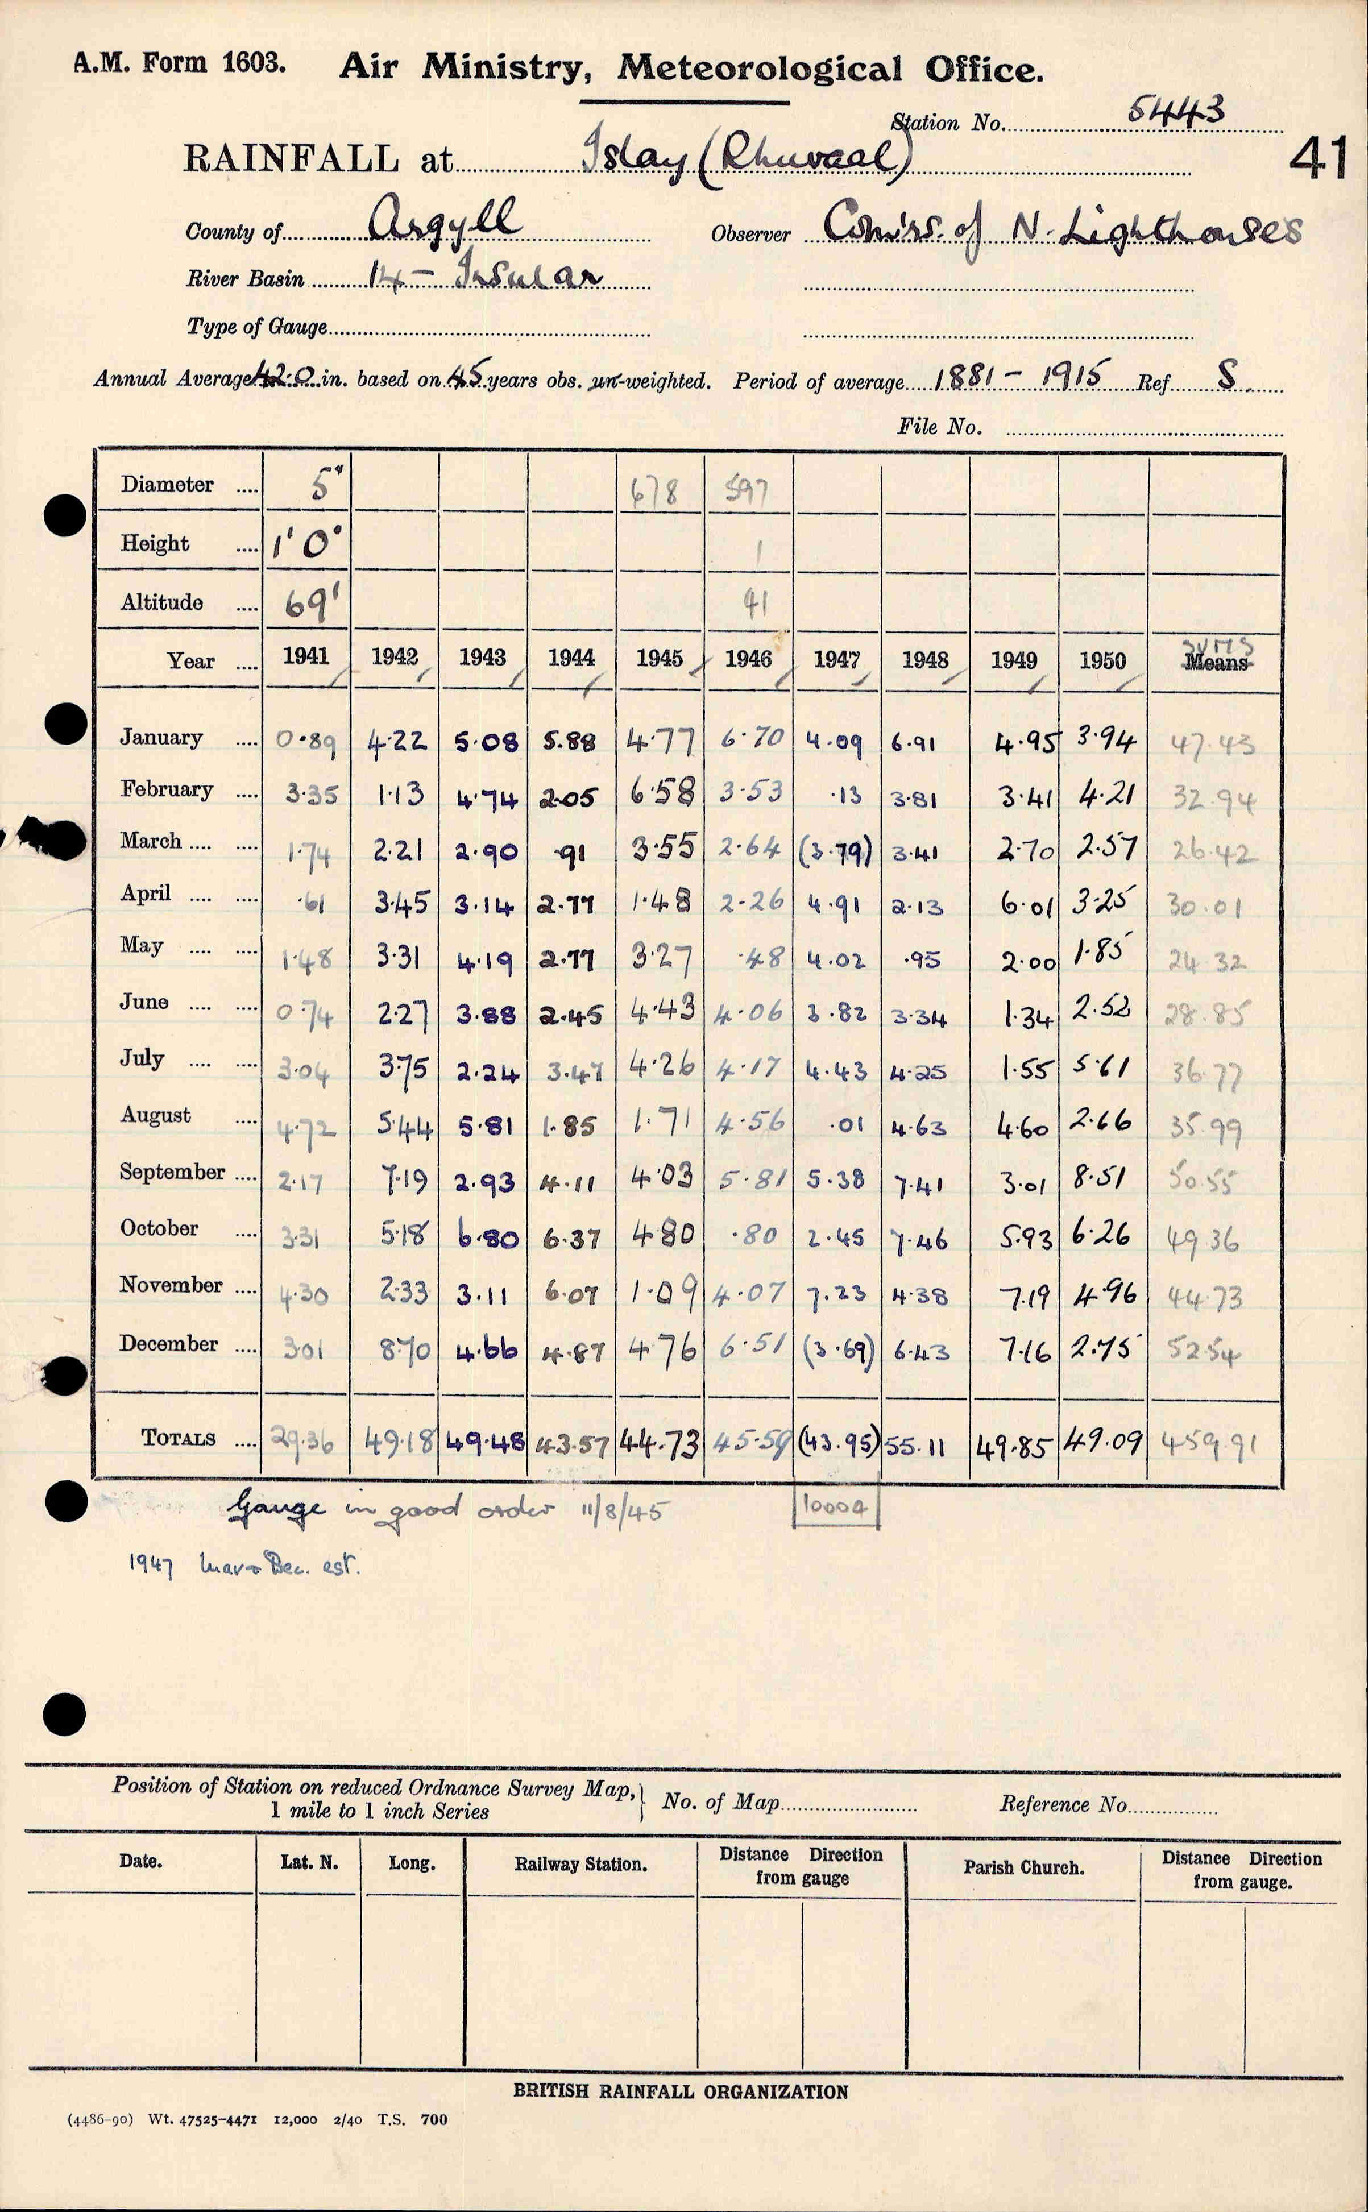 A.M. Form 1603. Air Ministry, Meteorological Office.
Station No. 5443
RAINFALL at Islay (Rhuvaal)
41
County of Argyll Observer Comrs. of N. Lighthouses
River Basin 14 - Insular
Type of Gauge
Annual Average 42.0 in. based on 45 years obs. un-weighted. Period of average 1881 - 1915 Ref S
File No.
Diameter .... 5" 678 597
Height .... 1' 0" 1
Altitude .... 69' 41
Year .... 1941 1942 1943 1944 1945 1946 1947 1948 1949 1950 Means SUMS
January .... 0.89 4.22 5.08 5.88 4.77 6.70 4.09 6.91 4.95 3.94 47.43
February .... 3.35 1.13 4.74 2.05 6.58 3.53 .13 3.81 3.41 4.21 32.94
March .... .... 1.74 2.21 2.90 .91 3.55 2.64 (3.79) 3.41 2.70 2.57 26.42
April .... .... .61 3.45 3.14 2.77 1.48 2.26 4.91 2.13 6.01 3.25 30.01
May .... .... 1.48 3.31 4.19 2.77 3.27 .48 4.02 .95 2.00 1.85 24.32
June .... .... 0.74 2.27 3.88 2.45 4.43 4.06 3.82 3.34 1.34 2.52 28.85
July .... .... 3.04 3.75 2.24 3.47 4.26 4.17 4.43 4.25 1.55 5.61 36.77
August .... 4.72 5.44 5.81 1.85 1.71 4.56 .01 4.63 4.60 2.66 35.99
September .... 2.17 7.19 2.93 4.11 4.03 5.81 5.38 7.41 3.01 8.51 50.55
October .... 3.31 5.18 6.80 6.37 4.80 .80 2.45 7.46 5.93 6.26 49.36
November .... 4.30 2.33 3.11 6.07 1.09 4.07 7.23 4.38 7.19 4.96 44.73
December .... 3.01 8.70 4.66 4.87 4.76 6.51 (3.69) 6.43 7.16 2.75 52.54
TOTALS .... 29.36 49.18 49.48 43.57 44.73 45.59 (43.95) 55.11 49.85 49.09 459.91
Gauge in good order 11/8/45 10004
1947 Mar + Dec. est.
Position of Station on reduced Ordnance Survey Map, } No. of Map Reference No.
1 mile to 1 inch Series
Date. Lat. N. Long. Railway Station. Distance Direction from gauge Parish Church. Distance Direction from gauge.
BRITISH RAINFALL ORGANIZATION
(4486-90) Wt. 47525-4471 12,000 2/40 T.S. 700